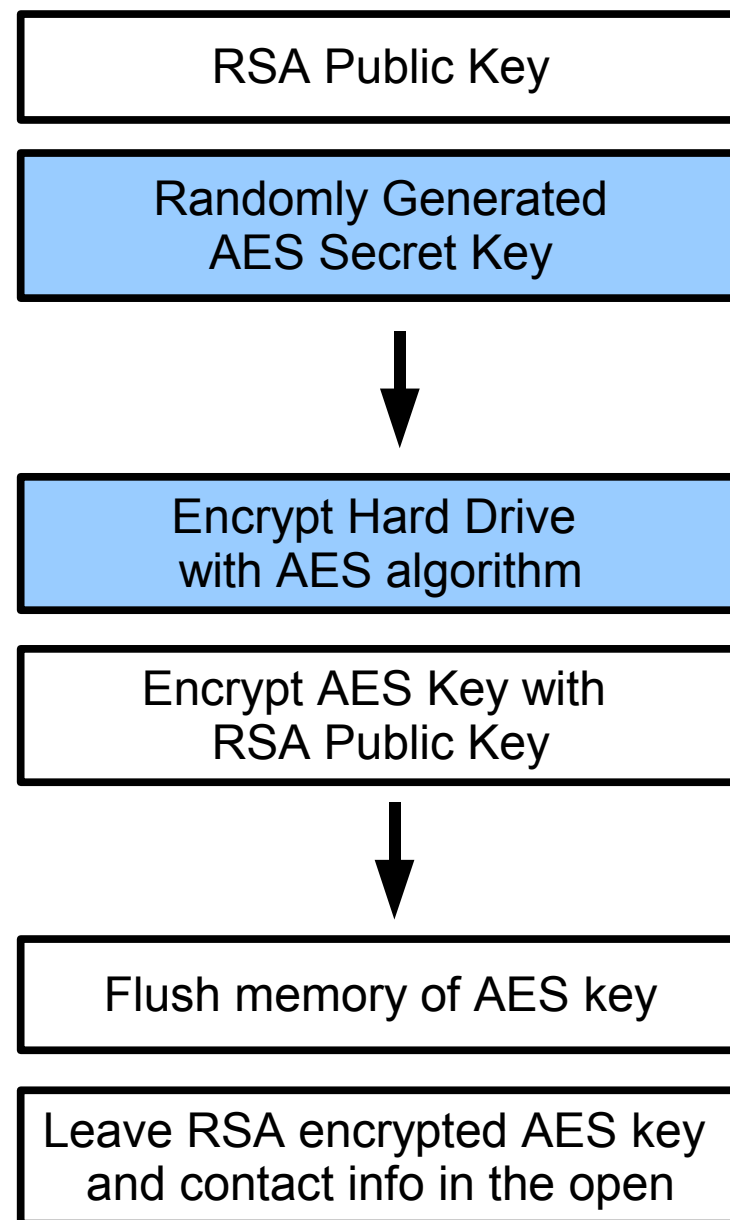 RSA Public Key
Randomly Generated
AES Secret Key
Encrypt Hard Drive
with AES algorithm
Encrypt AES Key with
RSA Public Key
Flush memory of AES key
Leave RSA encrypted AES key
and contact info in the open